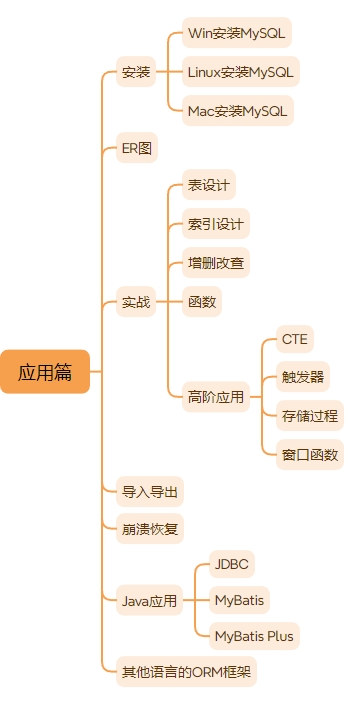 应用篇
安装
Win安装MySQL
Linux安装MySQL
Mac安装MySQL
ER图
实战
表设计
索引设计
增删改查
函数
高阶应用
CTE
触发器
存储过程
窗口函数
导入导出
崩溃恢复
Java应用
JDBC
MyBatis
MyBatis Plus
其他语言的ORM框架